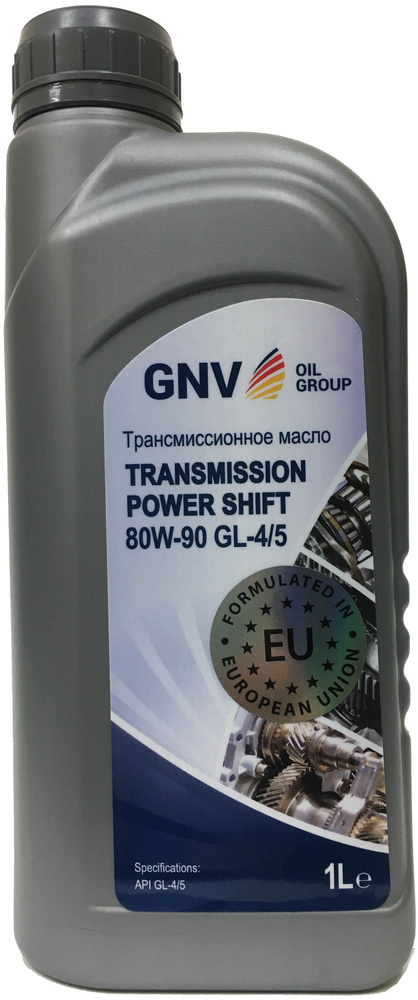 GNV OIL
GROUP
Трансмиссионное масло
TRANSMISSION
POWER SHIFT
80W-90 GL-4/5
FORMULATED IN
EU
EUROPEAN UNION
Specifications:
API GL-4/5
1L e